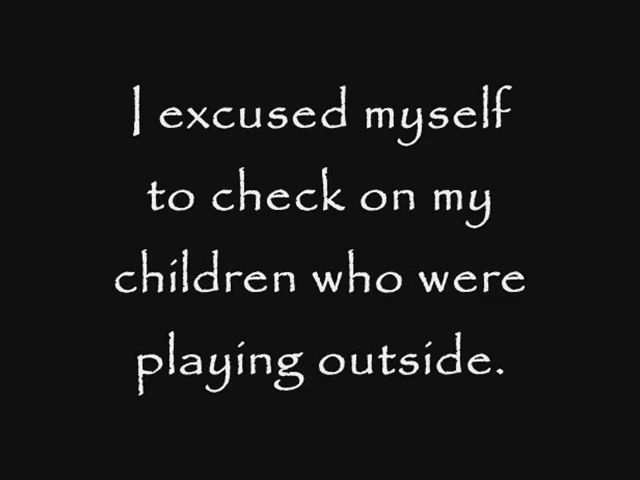 I excused myself
to check on my
children who were
playing outside.